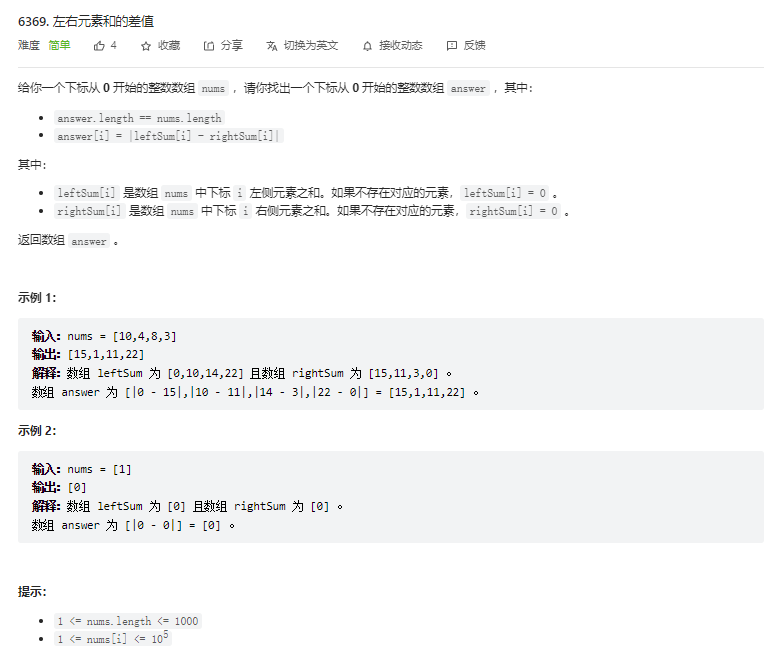 6369. 左右元素和的差值
难度 简单 4 收藏 分享 切换为英文 接收动态 反馈
给你一个下标从 0 开始的整数数组 nums ，请你找出一个下标从 0 开始的整数数组 answer ，其中：
answer.length == nums.length
answer[i] = |leftSum[i] - rightSum[i]|
其中：
leftSum[i] 是数组 nums 中下标 i 左侧元素之和。如果不存在对应的元素，leftSum[i] = 0 。
rightSum[i] 是数组 nums 中下标 i 右侧元素之和。如果不存在对应的元素，rightSum[i] = 0 。
返回数组 answer 。
示例 1：
输入：nums = [10,4,8,3]
输出：[15,1,11,22]
解释：数组 leftSum 为 [0,10,14,22] 且数组 rightSum 为 [15,11,3,0] 。
数组 answer 为 [|0 - 15|,|10 - 11|,|14 - 3|,|22 - 0|] = [15,1,11,22] 。
示例 2：
输入：nums = [1]
输出：[0]
解释：数组 leftSum 为 [0] 且数组 rightSum 为 [0] 。
数组 answer 为 [|0 - 0|] = [0] 。
提示：
1 <= nums.length <= 1000
1 <= nums[i] <= 10⁵